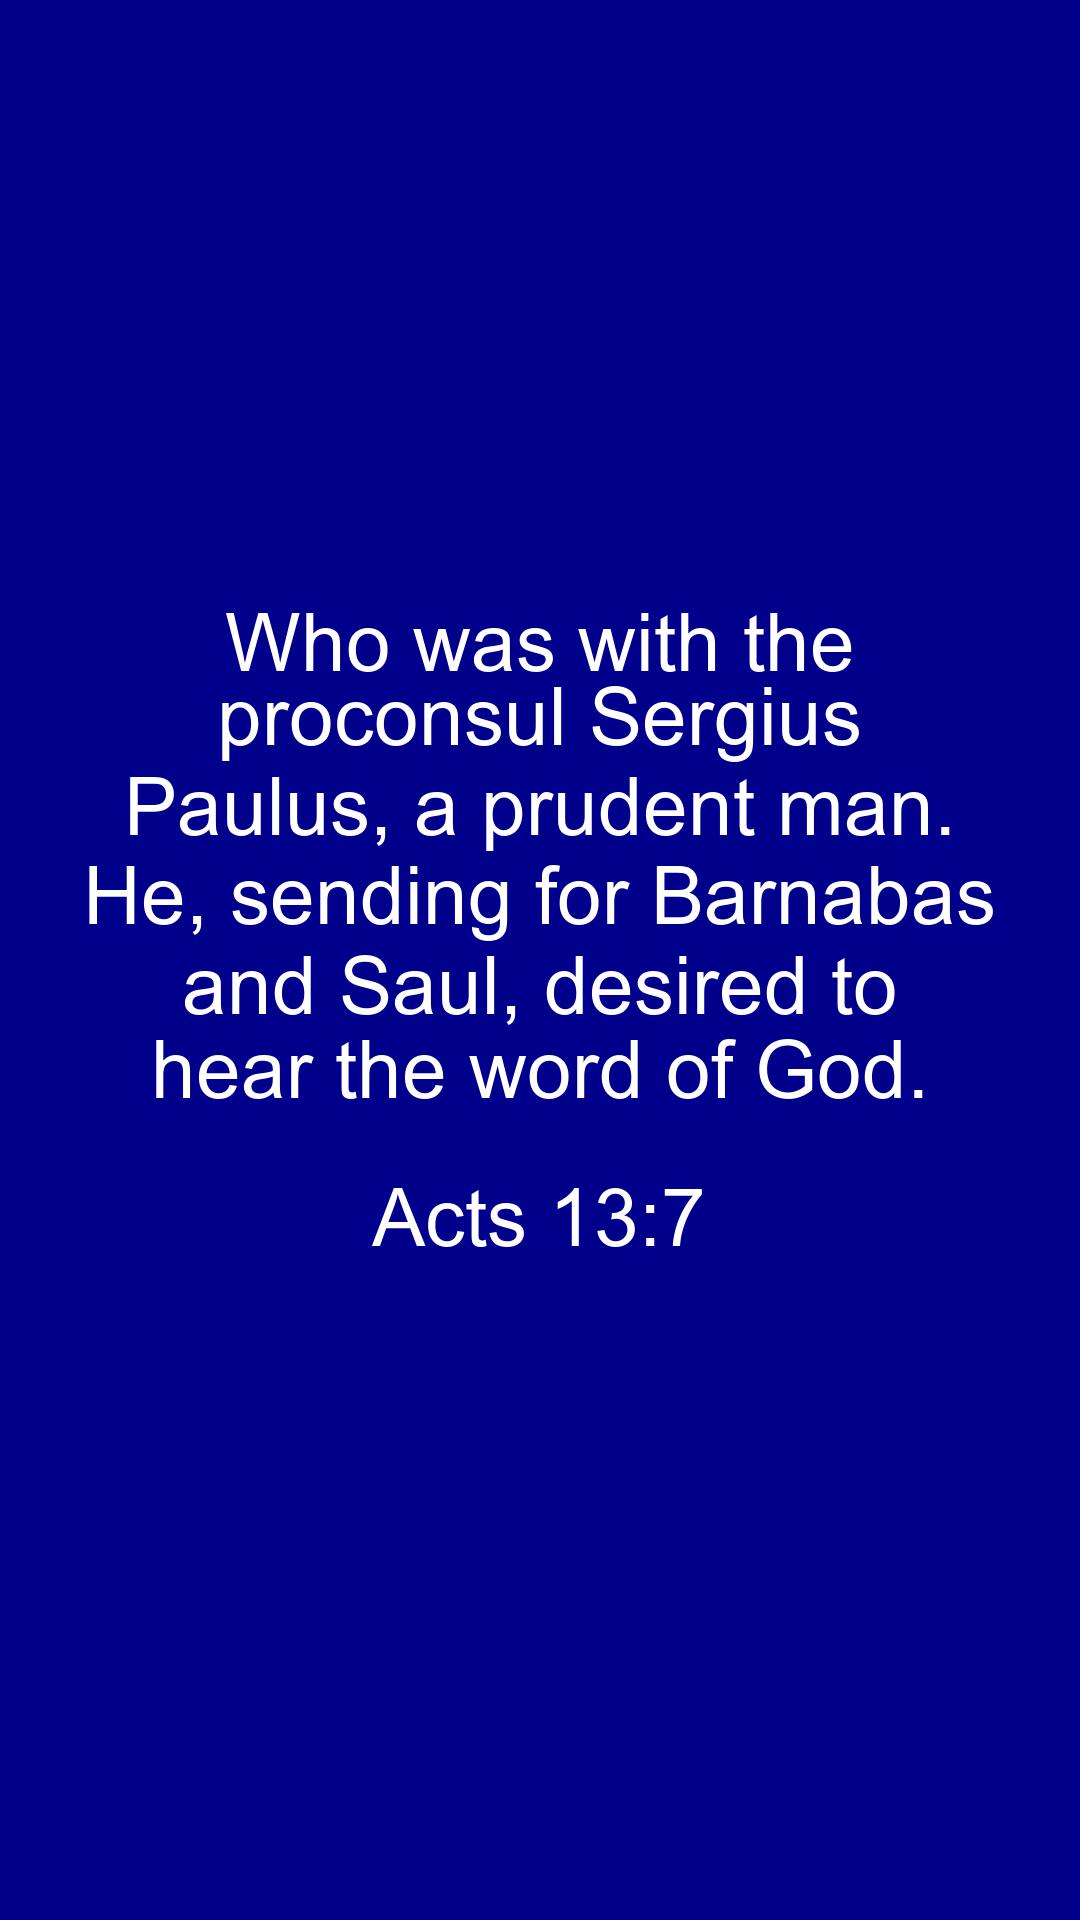 Who was with the
proconsul Sergius
Paulus, a prudent man.
He, sending for Barnabas
and Saul, desired to
hear the word of God.
Acts 13:7